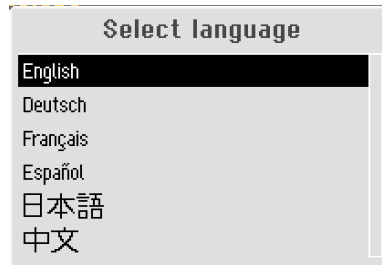 Select language
English
Deutsch
Français
Español
日本語
中文